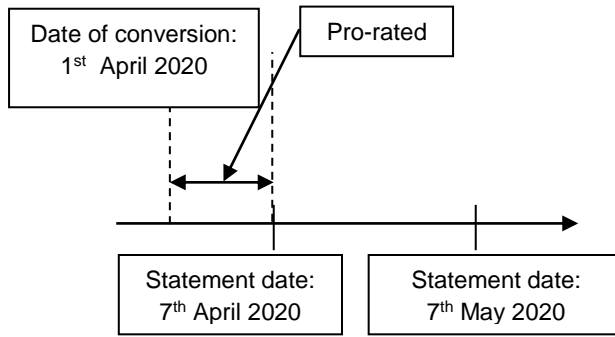 Date of conversion:
1st April 2020
Pro-rated
Statement date:
7th April 2020
Statement date:
7th May 2020